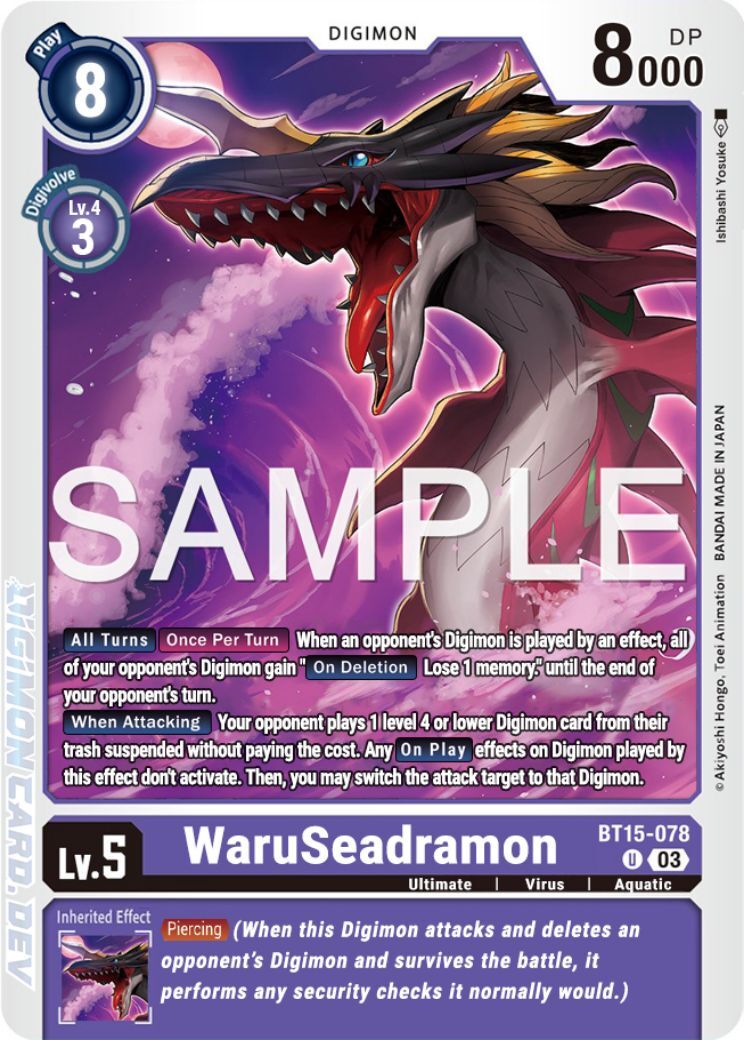 Play
8
DIGIMON
DP
8000
Digivolve
Lv.4
3
Ishibashi Yosuke
SAMPLE
All Turns Once Per Turn When an opponent's Digimon is played by an effect, all
of your opponent's Digimon gain "On Deletion Lose 1 memory." until the end of
your opponent's turn.
When Attacking Your opponent plays 1 level 4 or lower Digimon card from their
trash suspended without paying the cost. Any On Play effects on Digimon played by
this effect don't activate. Then, you may switch the attack target to that Digimon.
© Akiyoshi Hongo, Toei Animation BANDAI MADE IN JAPAN
DIGIMONCARD.DEV
Lv.5
WaruSeadramon
BT15-078
U 03
Ultimate | Virus | Aquatic
Inherited Effect
Piercing (When this Digimon attacks and deletes an
opponent's Digimon and survives the battle, it
performs any security checks it normally would.)